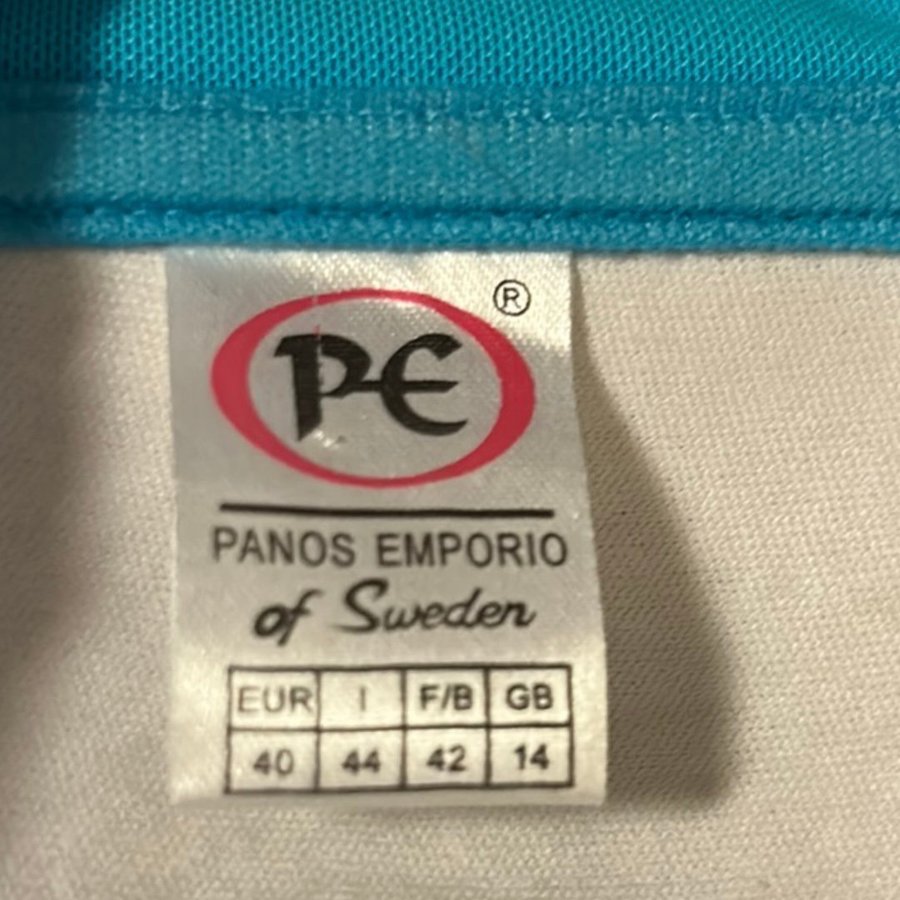 ®
PE
PANOS EMPORIO
of Sweden
EUR I F/B GB
40 44 42 14